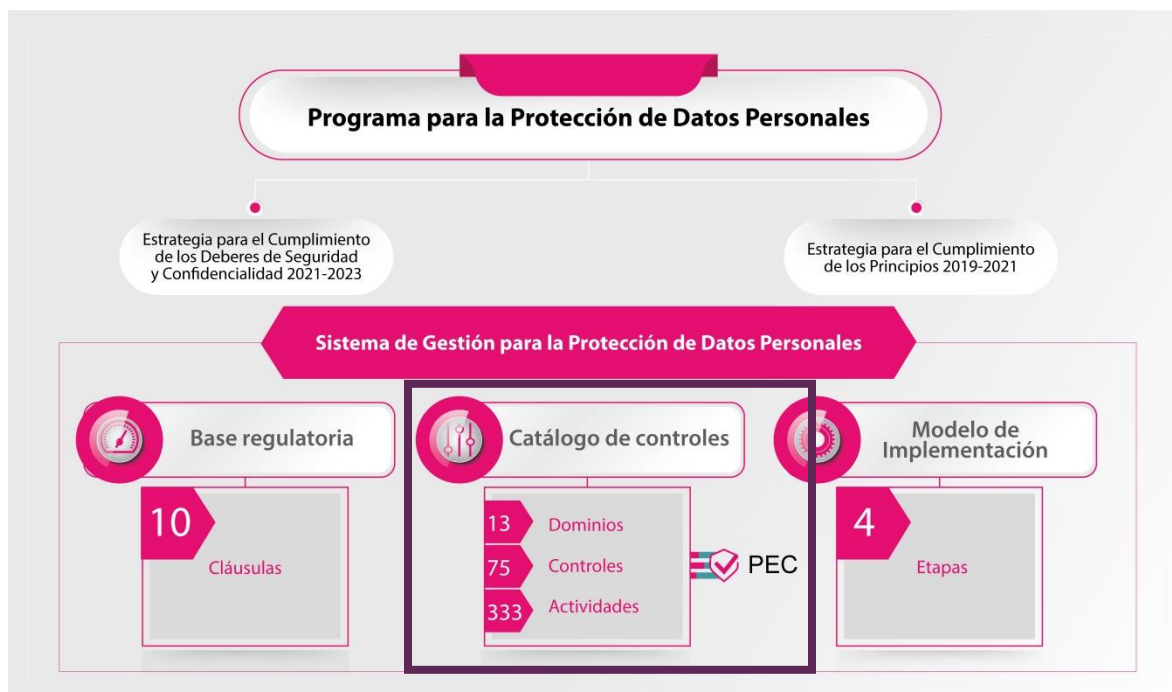 Programa para la Protección de Datos Personales
Estrategia para el Cumplimiento
de los Deberes de Seguridad
y Confidencialidad 2021-2023
Estrategia para el Cumplimiento
de los Principios 2019-2021
Sistema de Gestión para la Protección de Datos Personales
Base regulatoria
10
Cláusulas
Catálogo de controles
13 Dominios
75 Controles
333 Actividades
PEC
Modelo de
Implementación
4
Etapas